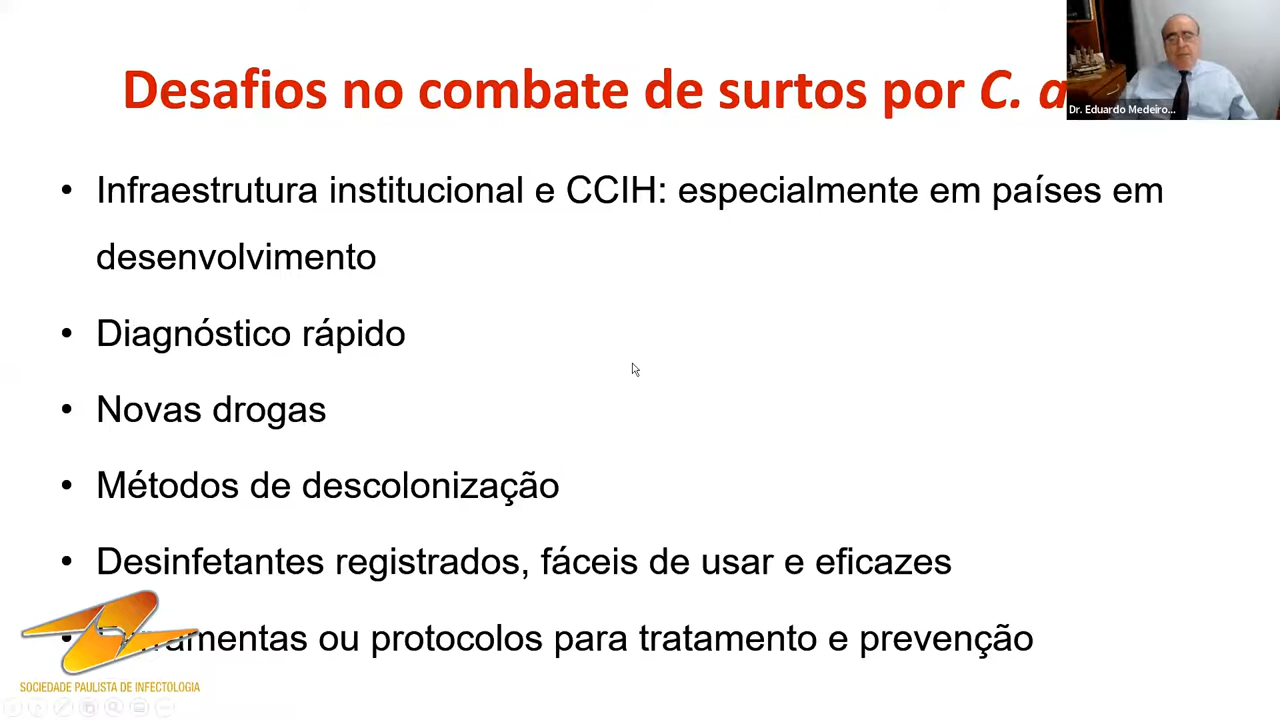 Desafios no combate de surtos por C. a
Dr. Eduardo Medeiro...
• Infraestrutura institucional e CCIH: especialmente em países em
desenvolvimento
• Diagnóstico rápido
• Novas drogas
• Métodos de descolonização
• Desinfetantes registrados, fáceis de usar e eficazes
• ou protocolos para tratamento e prevenção
SOCIEDADE PAULISTA DE INFECTOLOGIA